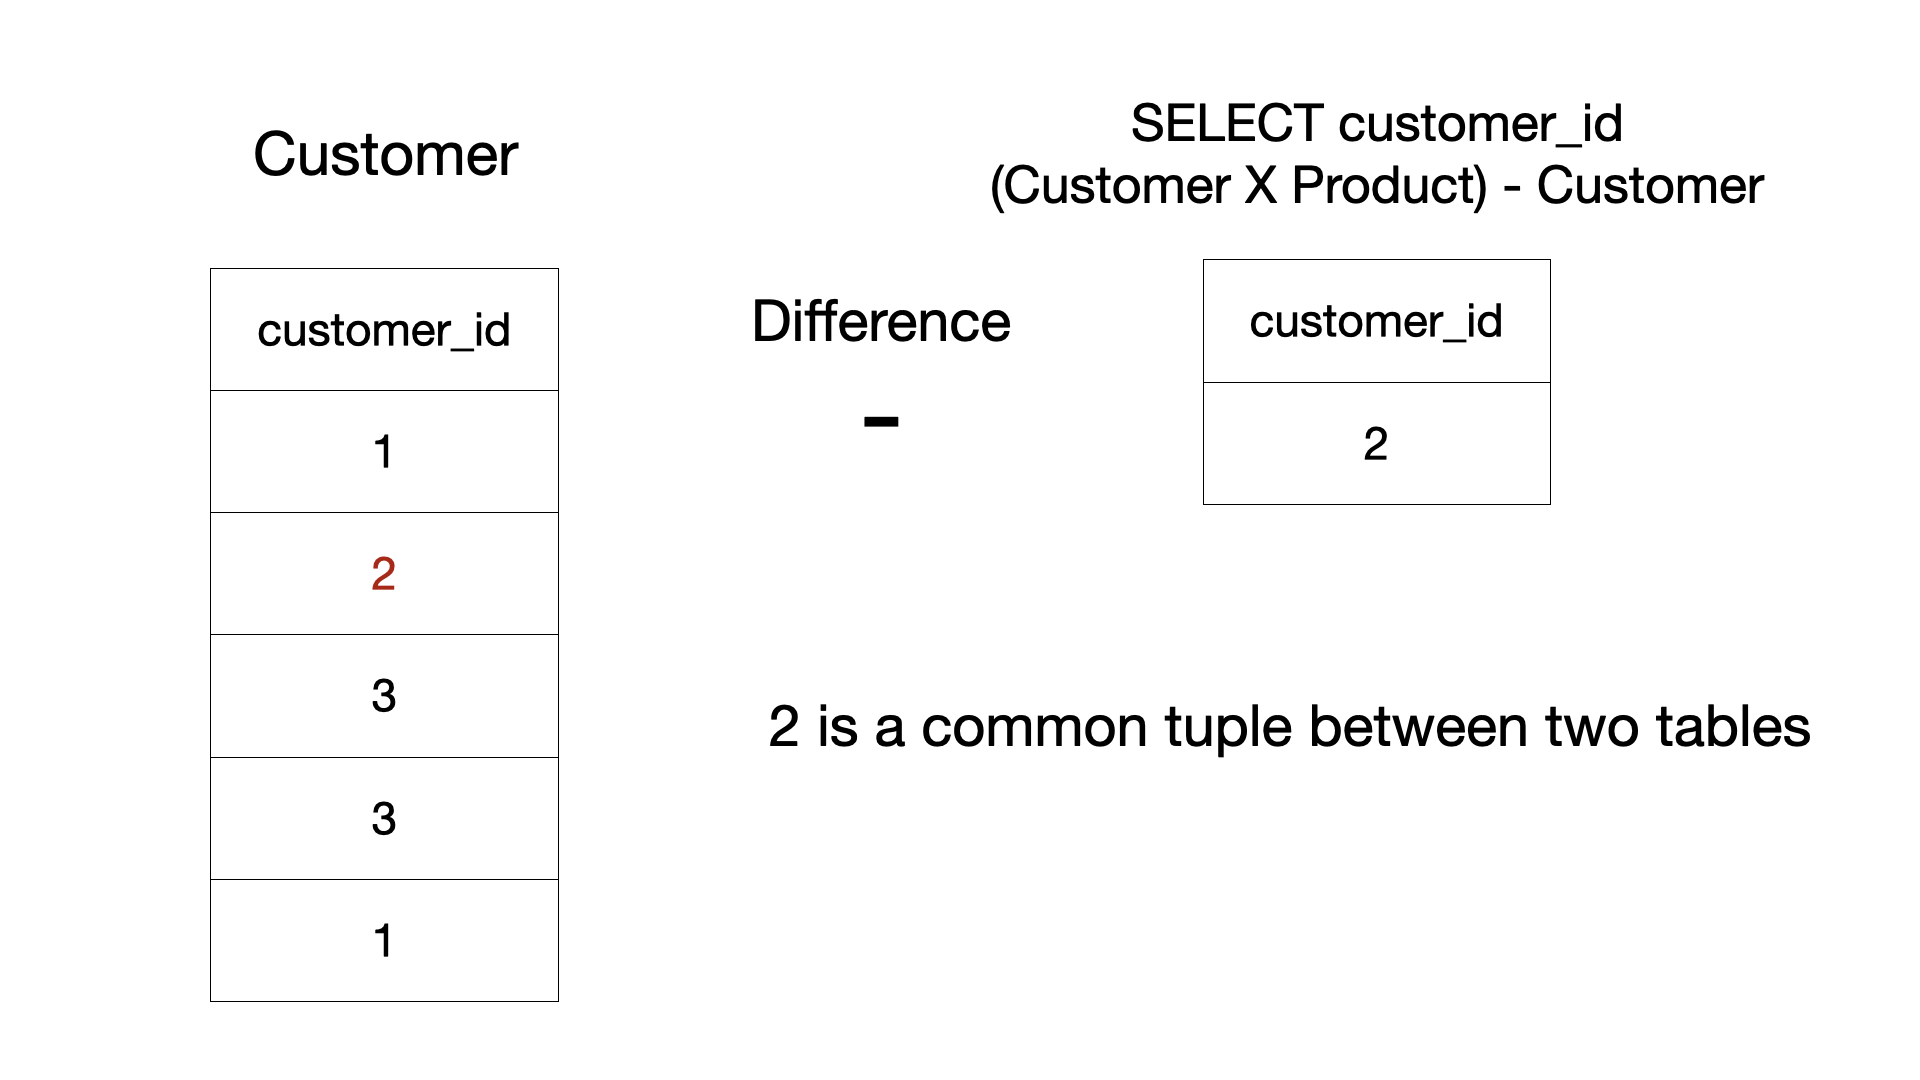 Customer
SELECT customer_id
(Customer X Product) - Customer
customer_id
1
2
3
3
1
Difference
-
customer_id
2
2 is a common tuple between two tables